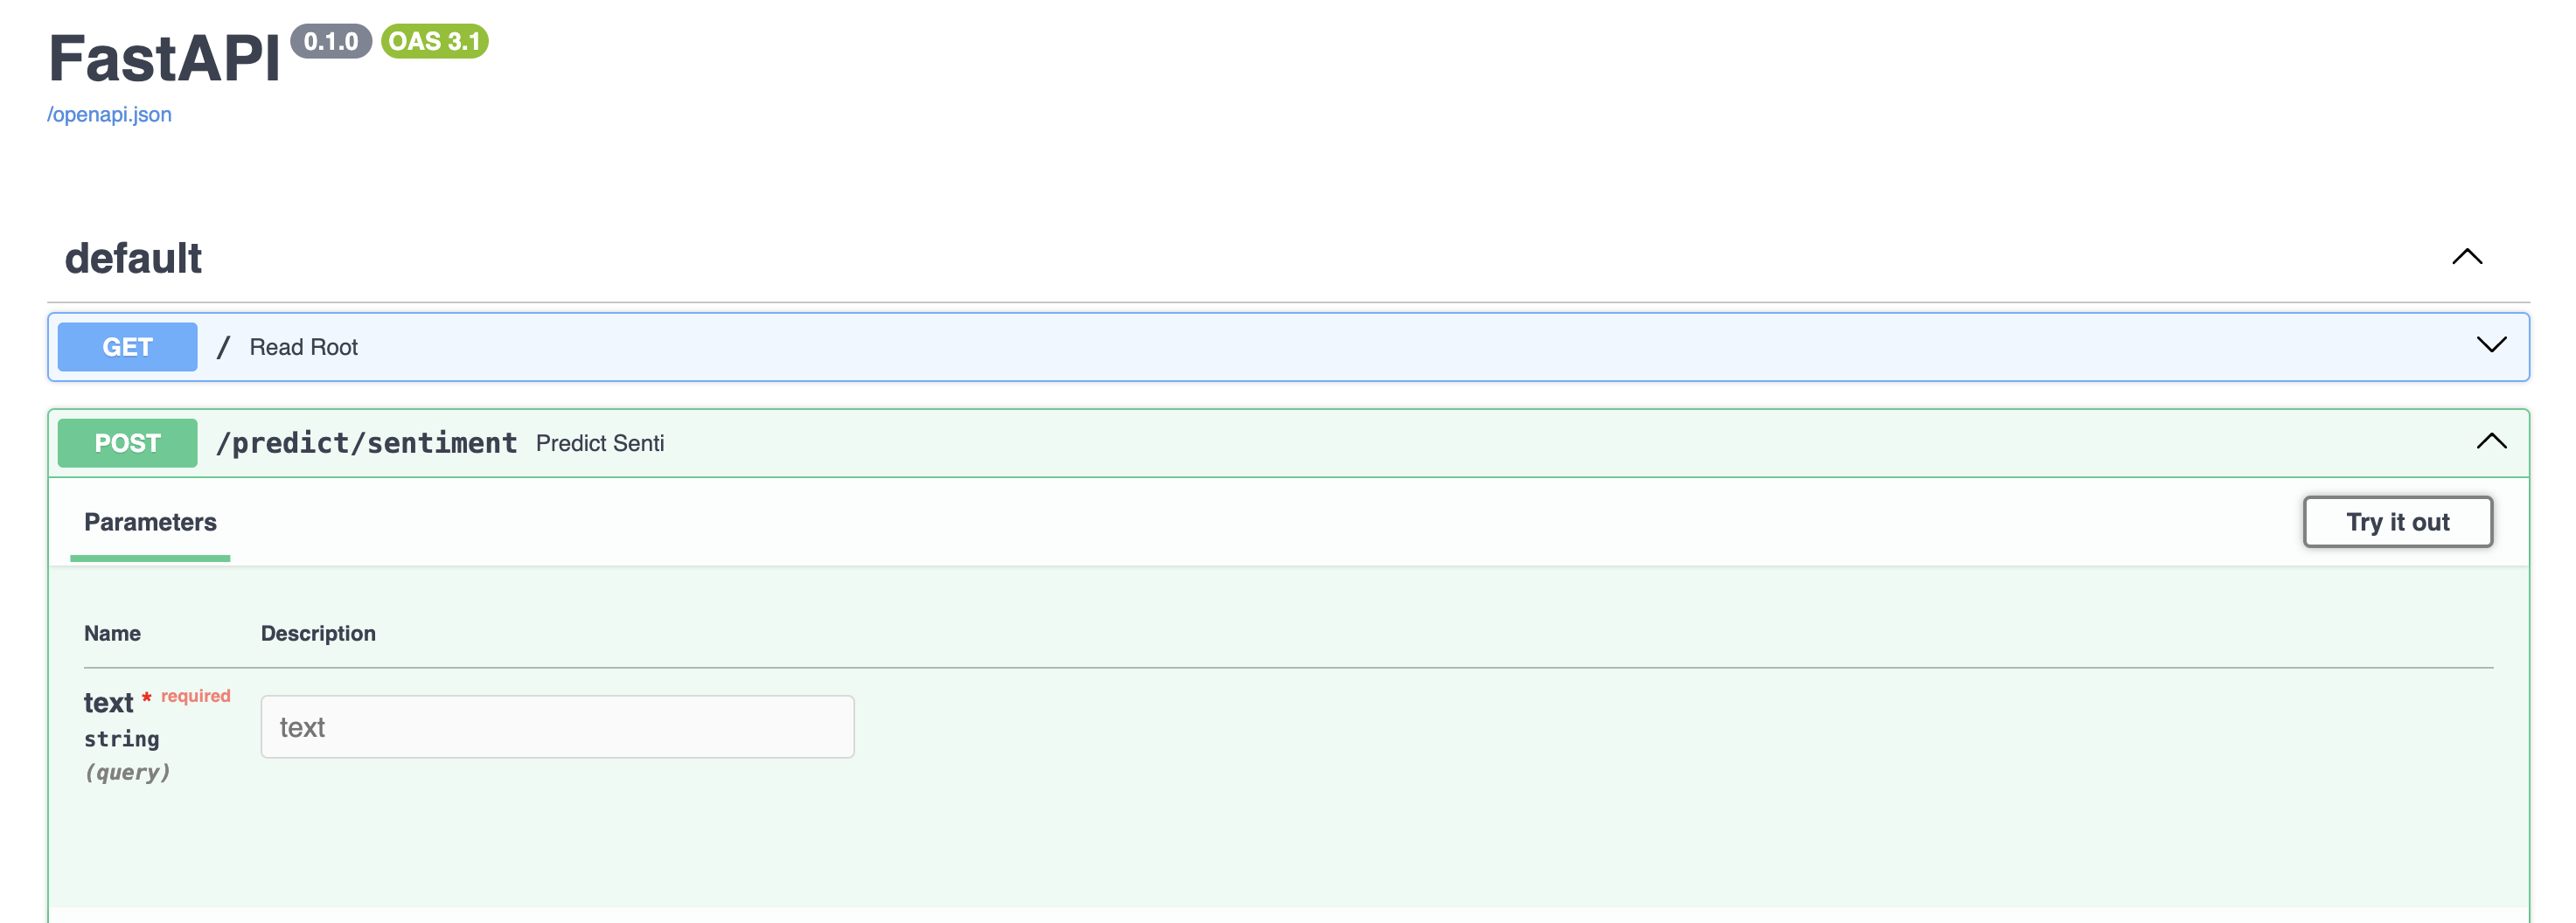 FastAPI 0.1.0 OAS 3.1
/openapi.json
default
GET / Read Root
POST /predict/sentiment Predict Senti
Parameters
Try it out
Name Description
text * required
string
(query)
text